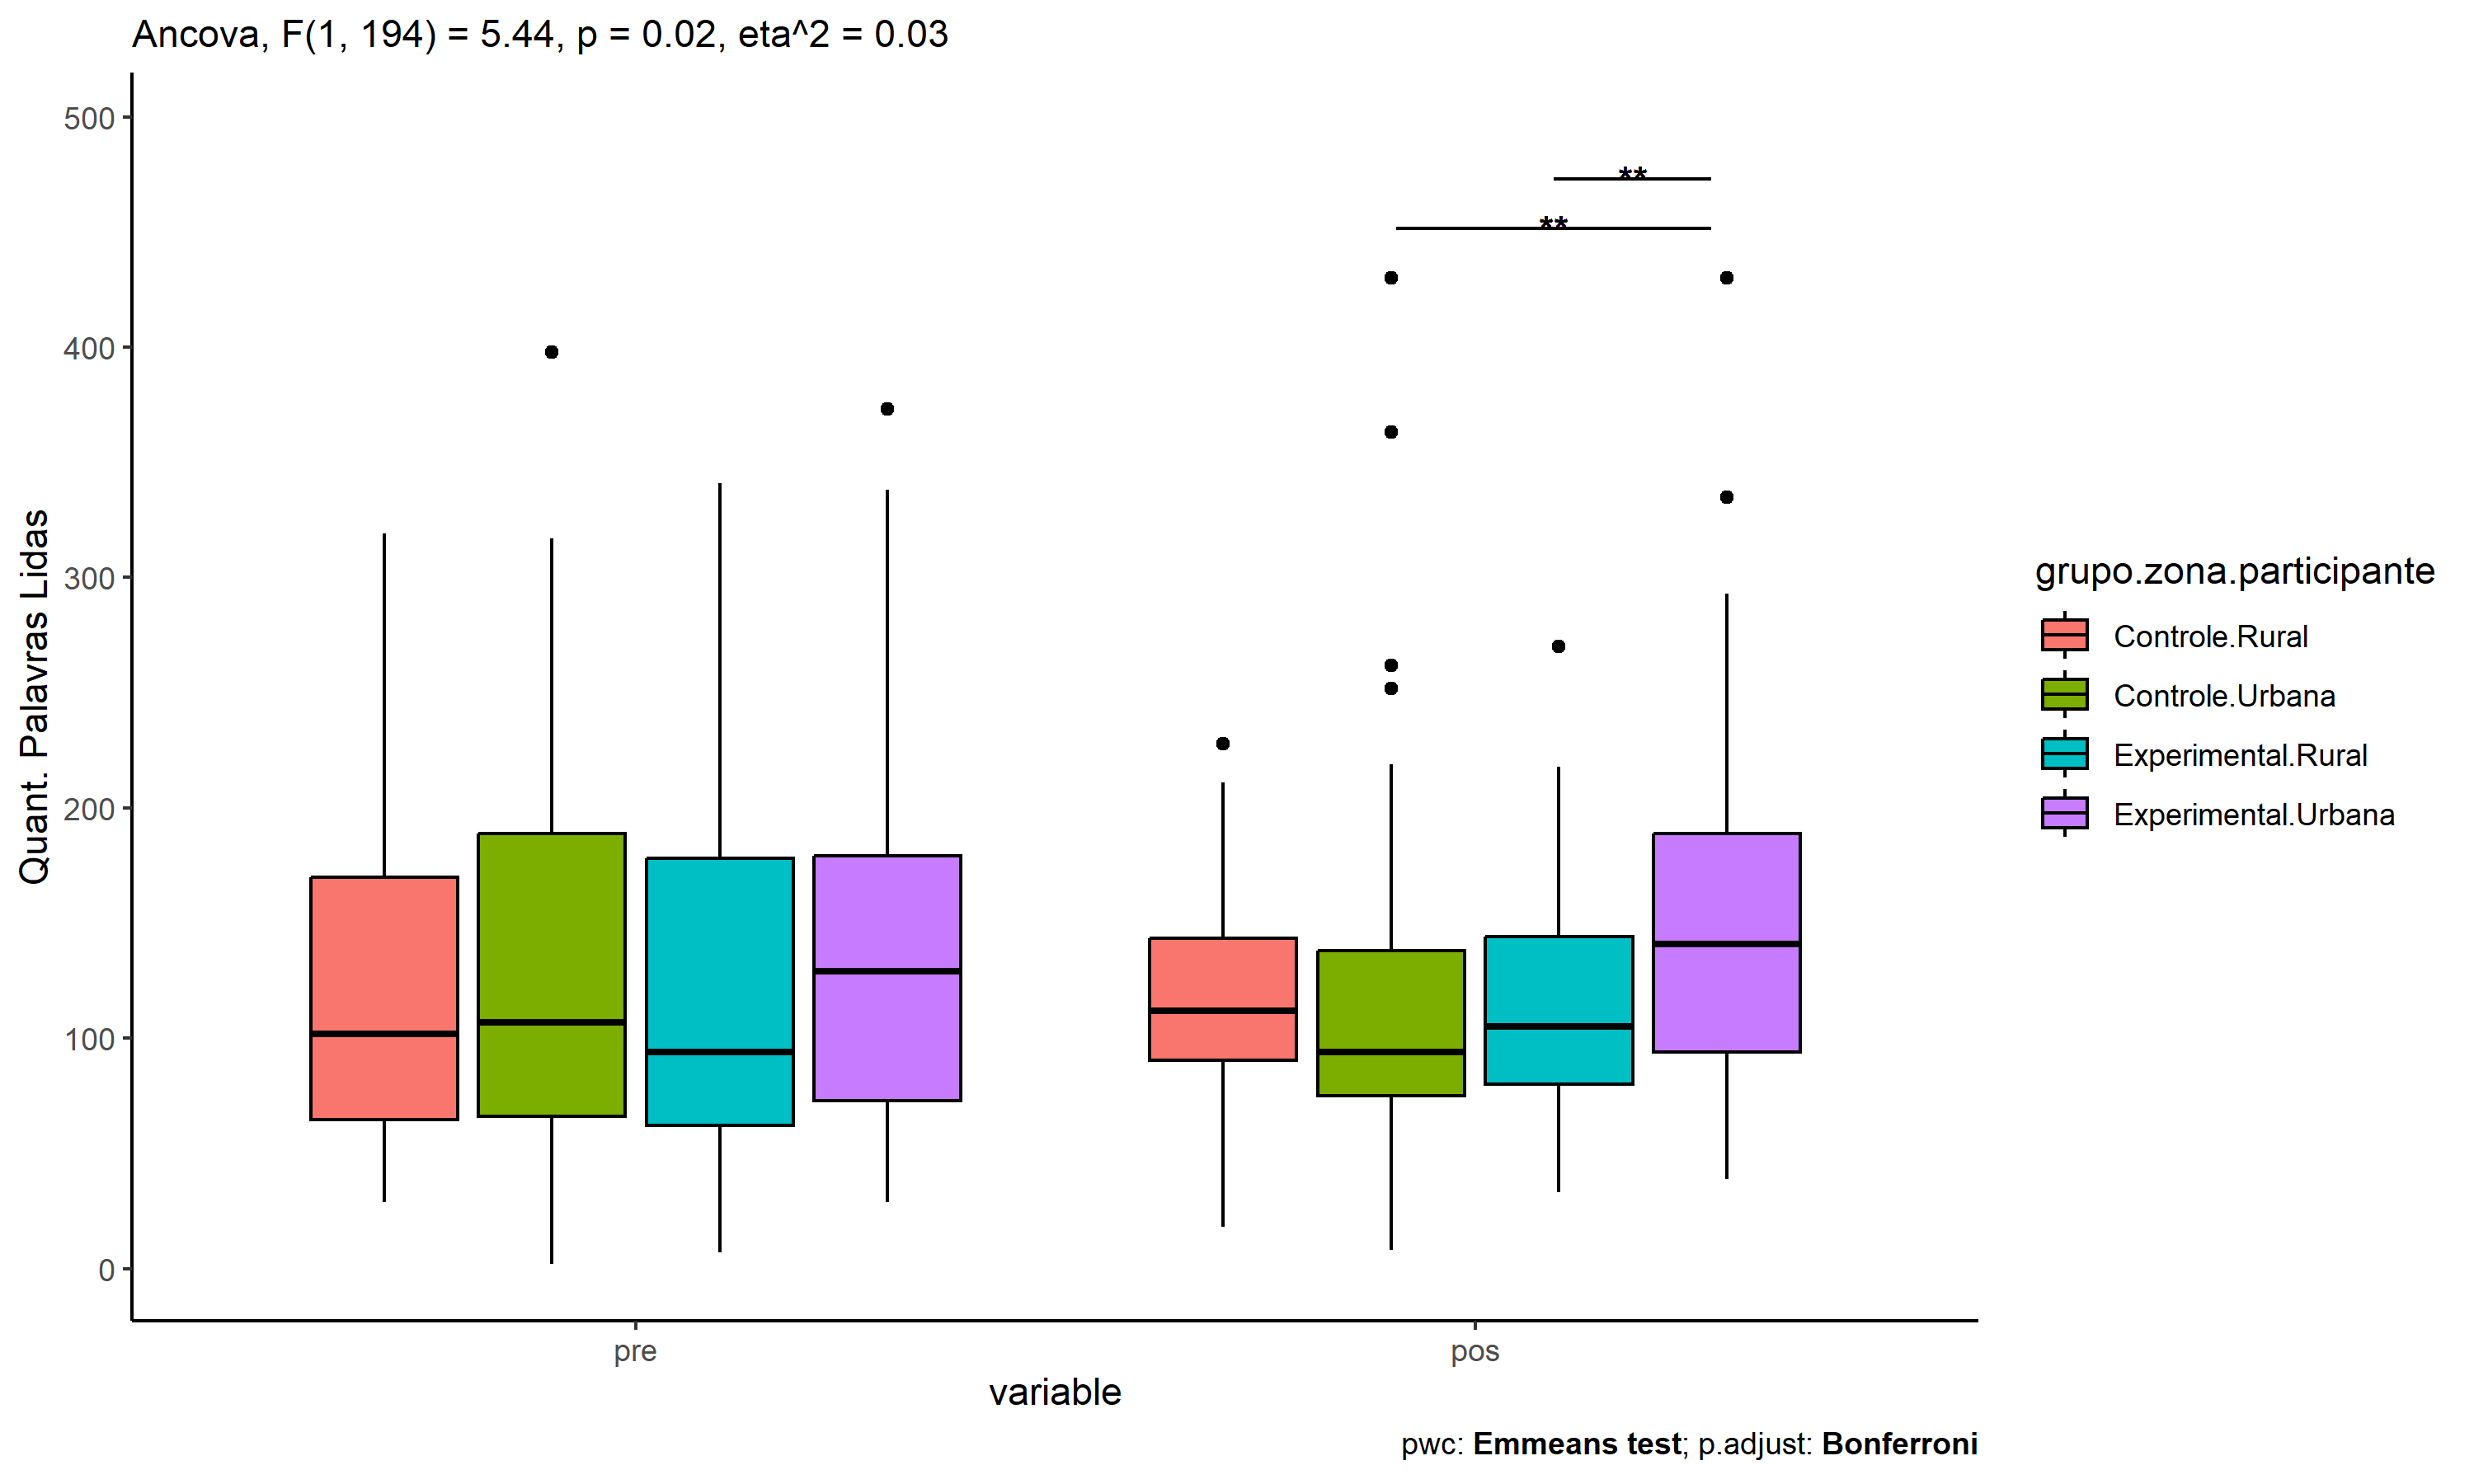 Ancova, F(1, 194) = 5.44, p = 0.02, eta^2 = 0.03
Quant. Palavras Lidas
500
400
300
200
100
0
**
**
pre
pos
variable
grupo.zona.participante
Controle.Rural
Controle.Urbana
Experimental.Rural
Experimental.Urbana
pwc: Emmeans test; p.adjust: Bonferroni